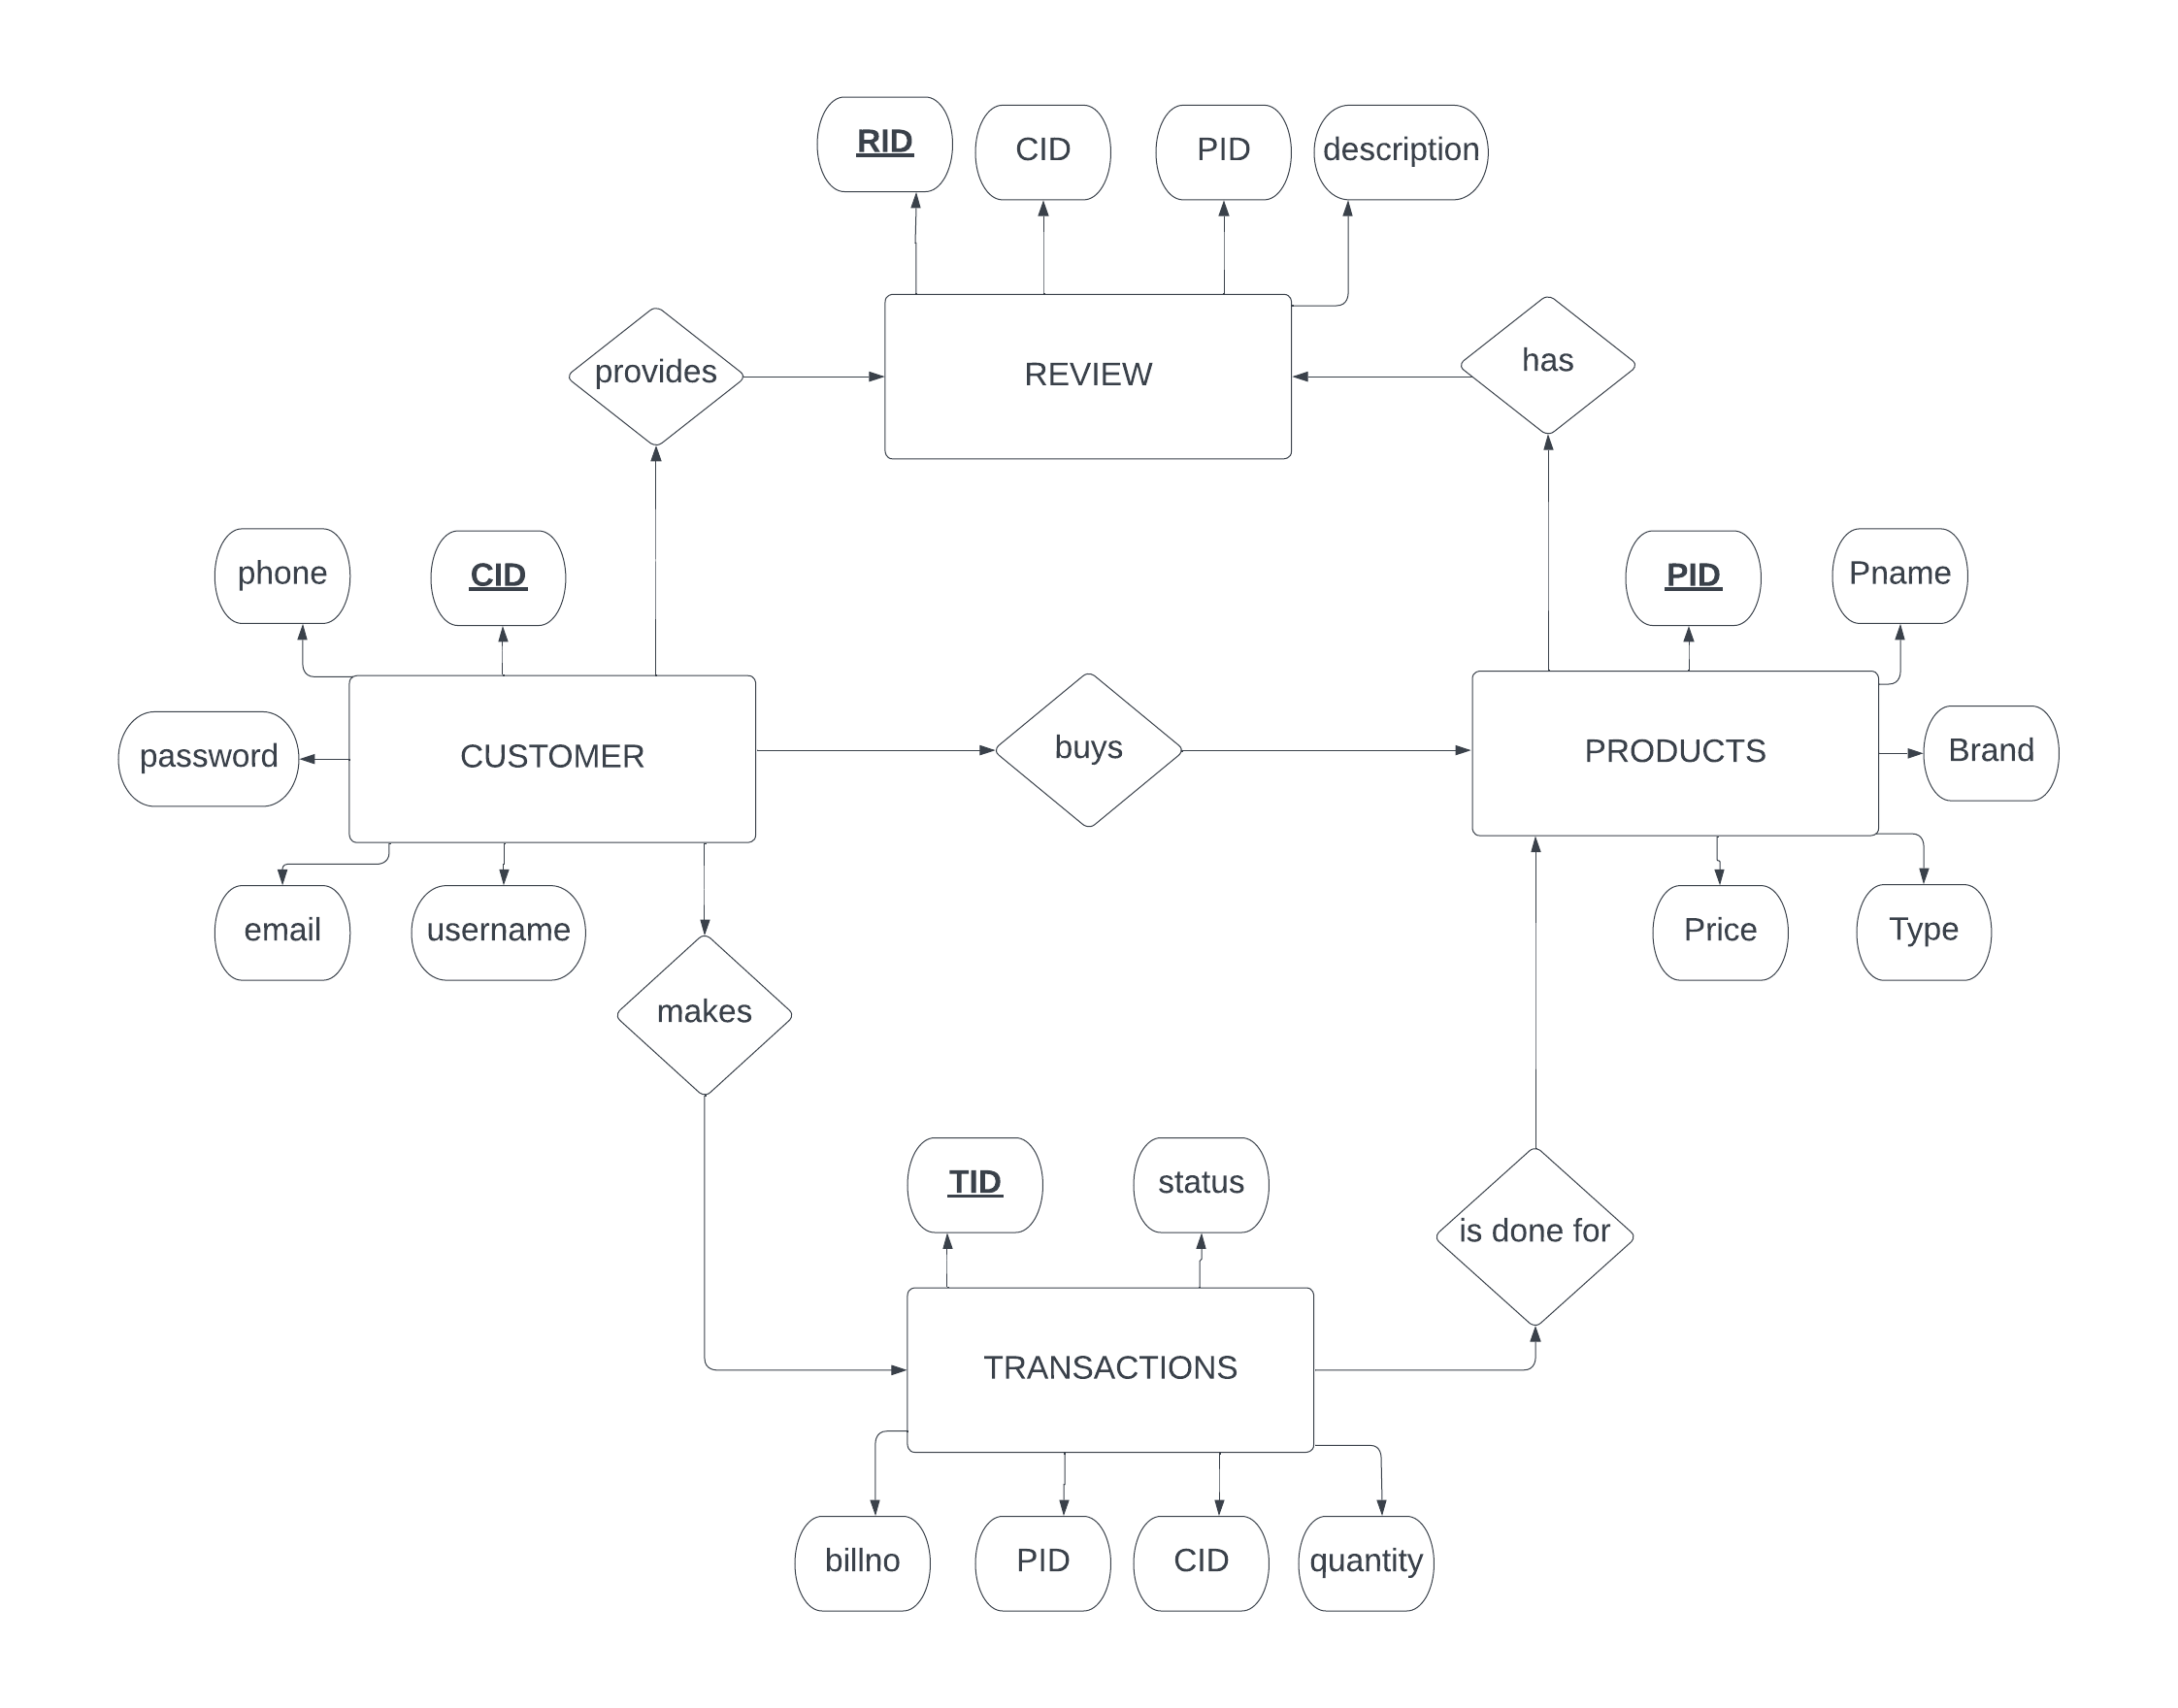 RID
CID
PID
description
provides
REVIEW
has
phone
CID
PID
Pname
password
CUSTOMER
buys
PRODUCTS
Brand
email
username
Price
Type
makes
TID
status
is done for
TRANSACTIONS
billno
PID
CID
quantity